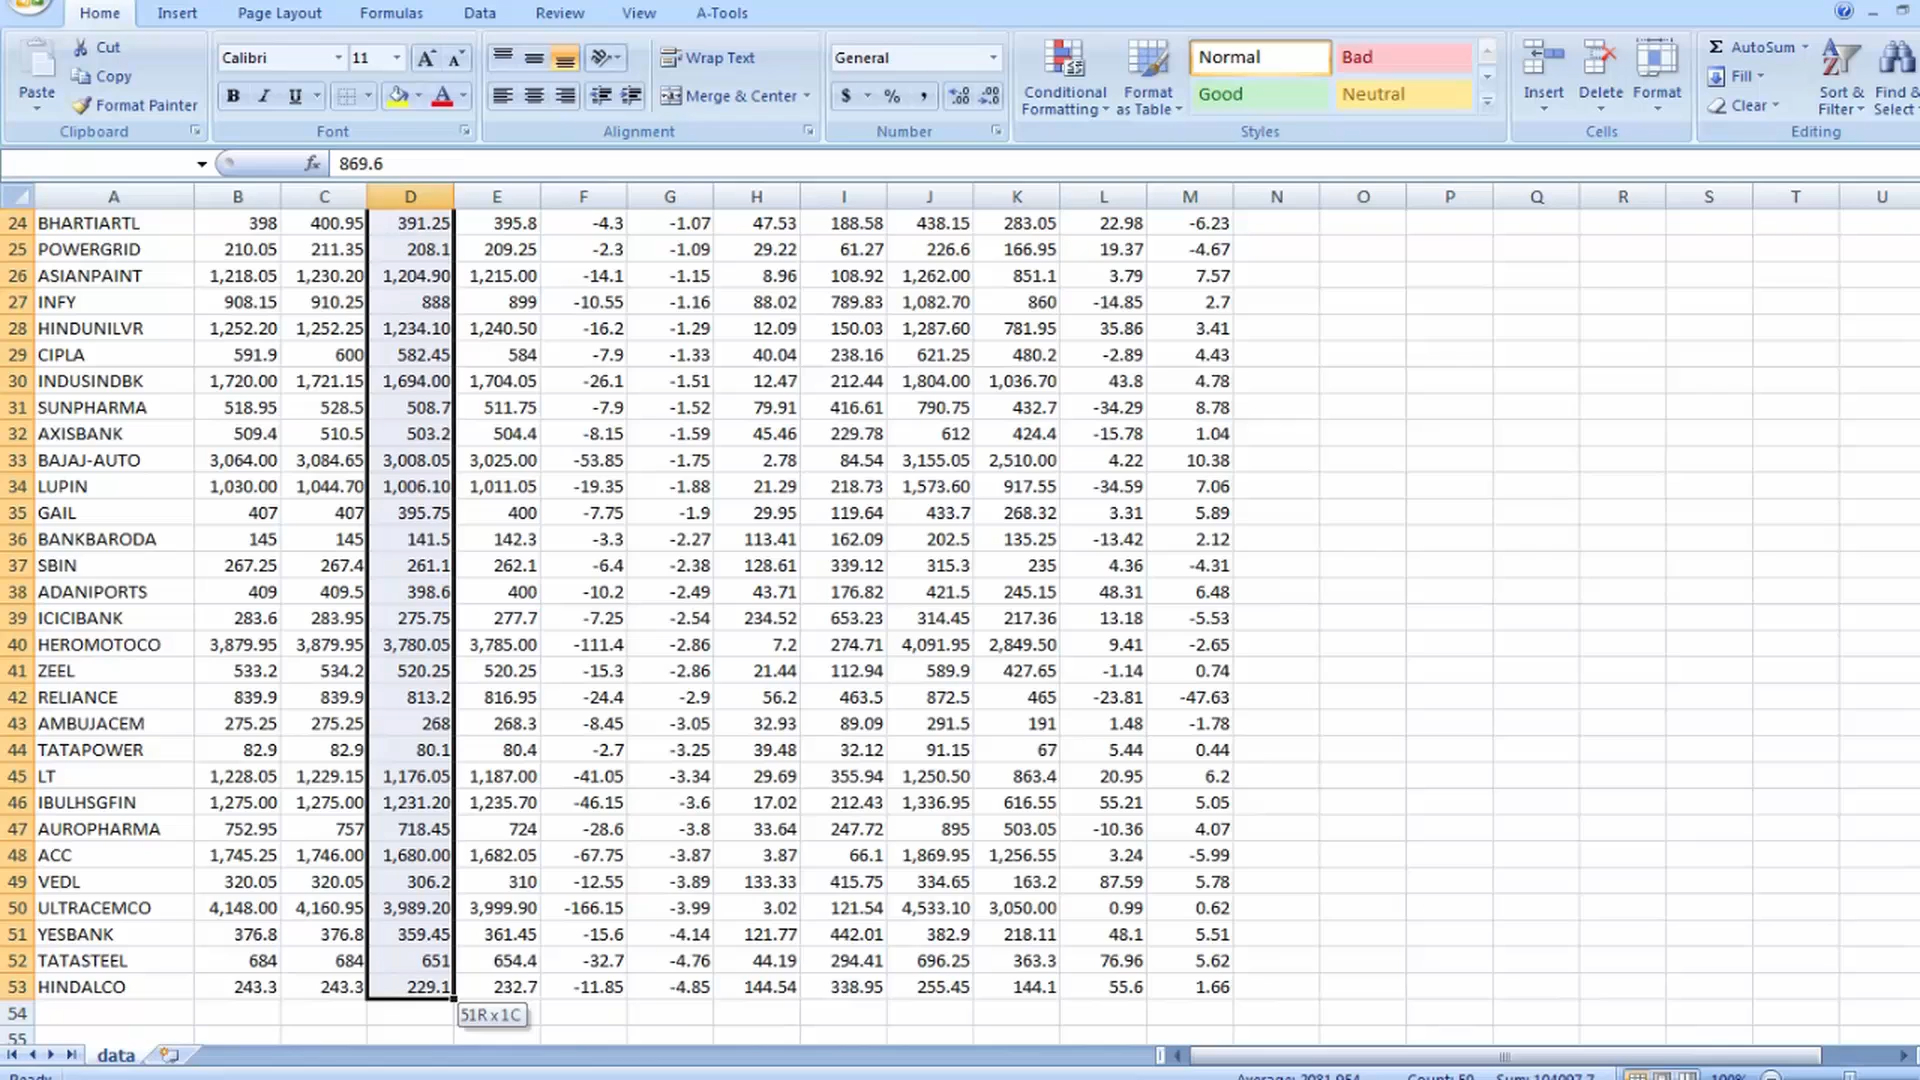 Home Insert Page Layout Formulas Data Review View A-Tools
Cut
Copy
Format Painter
Paste
Calibri 11
Wrap Text
Merge & Center
General
Conditional Formatting
Format as Table
Normal Bad
Good Neutral
Insert Delete Format
AutoSum
Fill
Clear
Sort & Filter
Find & Select
Clipboard Font Alignment Number Styles Cells Editing
fx 869.6
A B C D E F G H I J K L M N O P Q R S T U
24 BHARTIARTL 398 400.95 391.25 395.8 -4.3 -1.07 47.53 188.58 438.15 283.05 22.98 -6.23
25 POWERGRID 210.05 211.35 208.1 209.25 -2.3 -1.09 29.22 61.27 226.6 166.95 19.37 -4.67
26 ASIANPAINT 1,218.05 1,230.20 1,204.90 1,215.00 -14.1 -1.15 8.96 108.92 1,262.00 851.1 3.79 7.57
27 INFY 908.15 910.25 888 899 -10.55 -1.16 88.02 789.83 1,082.70 860 -14.85 2.7
28 HINDUNILVR 1,252.20 1,252.25 1,234.10 1,240.50 -16.2 -1.29 12.09 150.03 1,287.60 781.95 35.86 3.41
29 CIPLA 591.9 600 582.45 584 -7.9 -1.33 40.04 238.16 621.25 480.2 -2.89 4.43
30 INDUSINDBK 1,720.00 1,721.15 1,694.00 1,704.05 -26.1 -1.51 12.47 212.44 1,804.00 1,036.70 43.8 4.78
31 SUNPHARMA 518.95 528.5 508.7 511.75 -7.9 -1.52 79.91 416.61 790.75 432.7 -34.29 8.78
32 AXISBANK 509.4 510.5 503.2 504.4 -8.15 -1.59 45.46 229.78 612 424.4 -15.78 1.04
33 BAJAJ-AUTO 3,064.00 3,084.65 3,008.05 3,025.00 -53.85 -1.75 2.78 84.54 3,155.05 2,510.00 4.22 10.38
34 LUPIN 1,030.00 1,044.70 1,006.10 1,011.05 -19.35 -1.88 21.29 218.73 1,573.60 917.55 -34.59 7.06
35 GAIL 407 407 395.75 400 -7.75 -1.9 29.95 119.64 433.7 268.32 3.31 5.89
36 BANKBARODA 145 145 141.5 142.3 -3.3 -2.27 113.41 162.09 202.5 135.25 -13.42 2.12
37 SBIN 267.25 267.4 261.1 262.1 -6.4 -2.38 128.61 339.12 315.3 235 4.36 -4.31
38 ADANIPORTS 409 409.5 398.6 400 -10.2 -2.49 43.71 176.82 421.5 245.15 48.31 6.48
39 ICICIBANK 283.6 283.95 275.75 277.7 -7.25 -2.54 234.52 653.23 314.45 217.36 13.18 -5.53
40 HEROMOTOCO 3,879.95 3,879.95 3,780.05 3,785.00 -111.4 -2.86 7.2 274.71 4,091.95 2,849.50 9.41 -2.65
41 ZEEL 533.2 534.2 520.25 520.25 -15.3 -2.86 21.44 112.94 589.9 427.65 -1.14 0.74
42 RELIANCE 839.9 839.9 813.2 816.95 -24.4 -2.9 56.2 463.5 872.5 465 -23.81 -47.63
43 AMBUJACEM 275.25 275.25 268 268.3 -8.45 -3.05 32.93 89.09 291.5 191 1.48 -1.78
44 TATAPOWER 82.9 82.9 80.1 80.4 -2.7 -3.25 39.48 32.12 91.15 67 5.44 0.44
45 LT 1,228.05 1,229.15 1,176.05 1,187.00 -41.05 -3.34 29.69 355.94 1,250.50 863.4 20.95 6.2
46 IBULHSGFIN 1,275.00 1,275.00 1,231.20 1,235.70 -46.15 -3.6 17.02 212.43 1,336.95 616.55 55.21 5.05
47 AUROPHARMA 752.95 757 718.45 724 -28.6 -3.8 33.64 247.72 895 503.05 -10.36 4.07
48 ACC 1,745.25 1,746.00 1,680.00 1,682.05 -67.75 -3.87 3.87 66.1 1,869.95 1,256.55 3.24 -5.99
49 VEDL 320.05 320.05 306.2 310 -12.55 -3.89 133.33 415.75 334.65 163.2 87.59 5.78
50 ULTRACEMCO 4,148.00 4,160.95 3,989.20 3,999.90 -166.15 -3.99 3.02 121.54 4,533.10 3,050.00 0.99 0.62
51 YESBANK 376.8 376.8 359.45 361.45 -15.6 -4.14 121.77 442.01 382.9 218.11 48.1 5.51
52 TATASTEEL 684 684 651 654.4 -32.7 -4.76 44.19 294.41 696.25 363.3 76.96 5.62
53 HINDALCO 243.3 243.3 229.1 232.7 -11.85 -4.85 144.54 338.95 255.45 144.1 55.6 1.66
54
51R x 1C
55
data